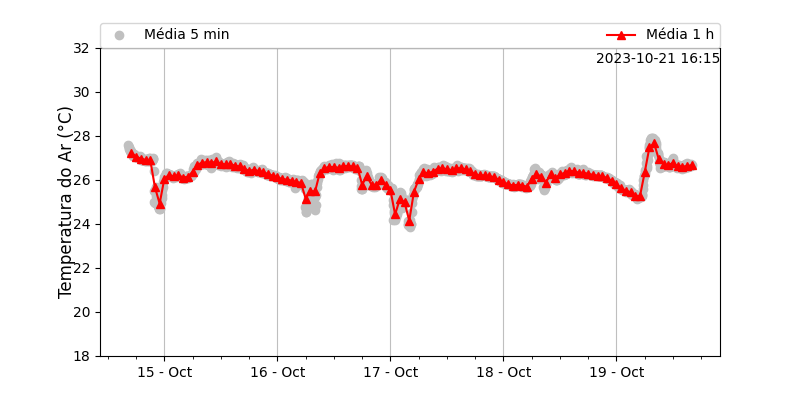 Média 5 min
Média 1 h
2023-10-21 16:15
Temperatura do Ar (°C)
32
30
28
26
24
22
20
18
15 - Oct
16 - Oct
17 - Oct
18 - Oct
19 - Oct